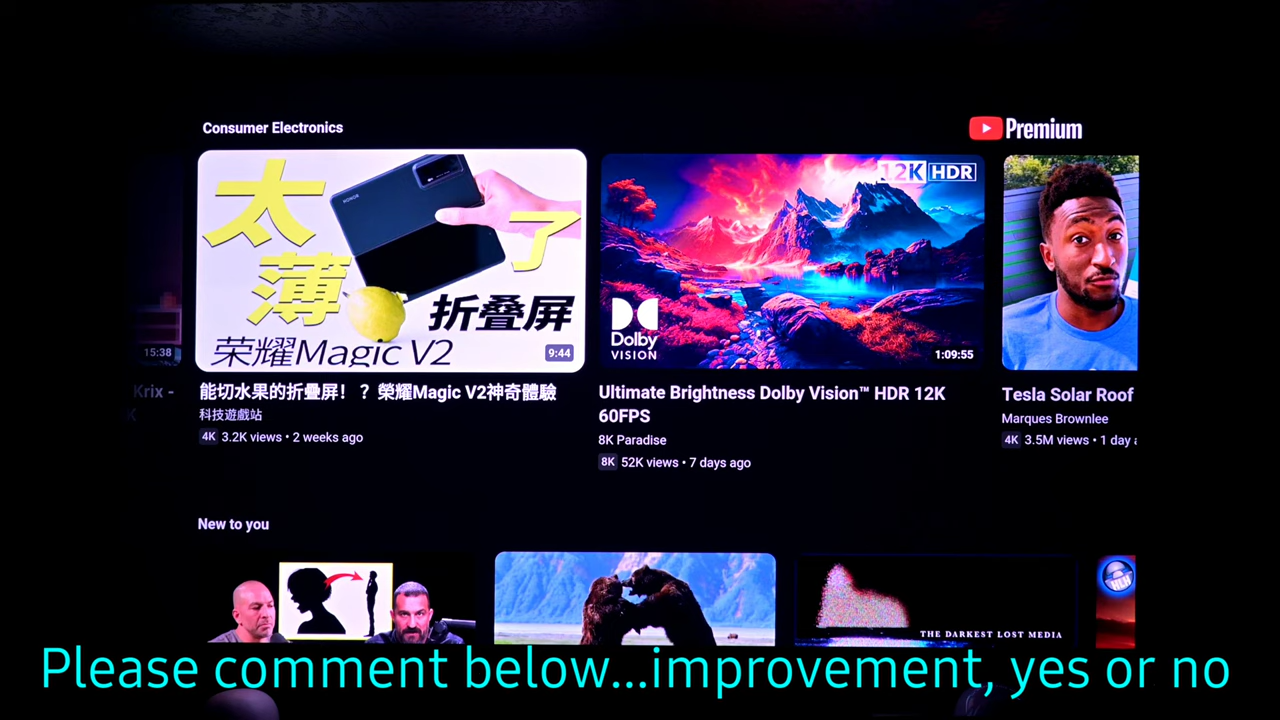 Consumer Electronics
Premium
太
薄
了
HONOR
折叠屏
荣耀Magic V2
9:44
12K HDR
Dolby
VISION
1:09:55
15:38
Krix -
K
能切水果的折疊屏！？榮耀Magic V2神奇體驗
科技遊戲站
4K 3.2K views • 2 weeks ago
Ultimate Brightness Dolby Vision™ HDR 12K
60FPS
8K Paradise
8K 52K views • 7 days ago
Tesla Solar Roof
Marques Brownlee
4K 3.5M views • 1 day a
New to you
THE DARKEST LOST MEDIA
Please comment below...improvement, yes or no